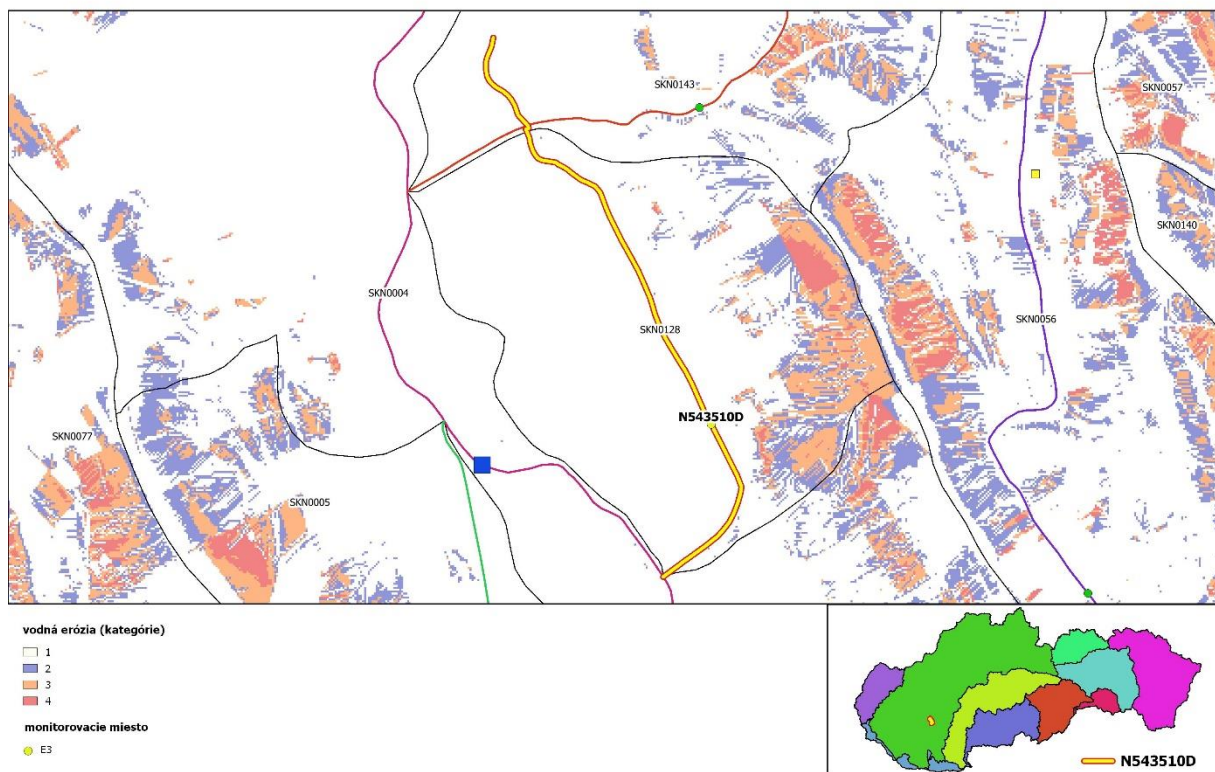 SKN0143
SKN0057
SKN0140
SKN0004
SKN0056
SKN0128
N543510D
SKN0077
SKN0005
vodná erózia (kategórie)
1
2
3
4
monitorovacie miesto
E3
N543510D